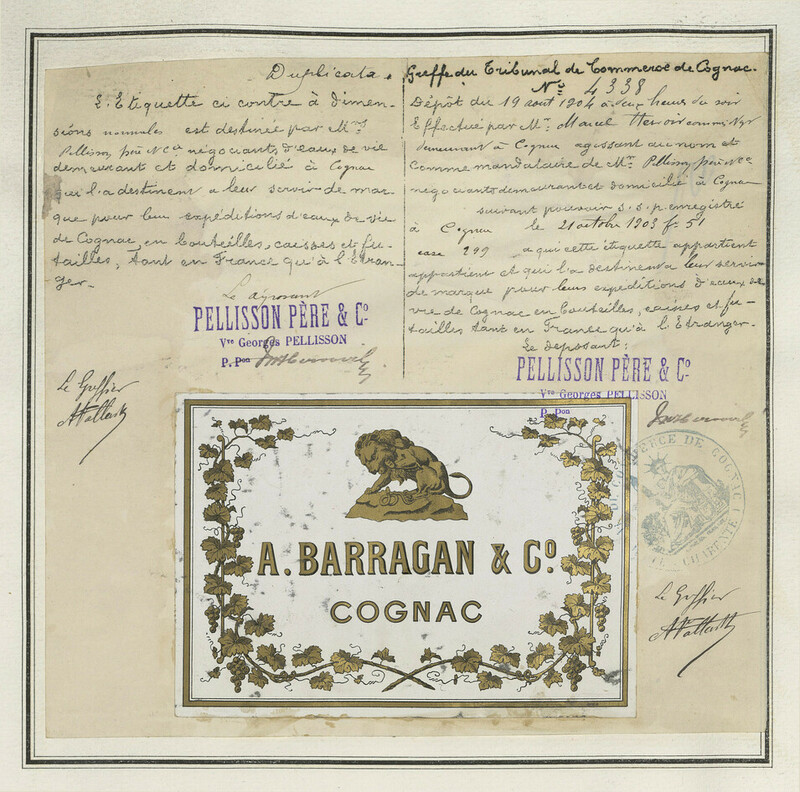 Duplicata.
L'Etiquette ci contre à dimen-
sions normales est destinée par Mrs
Pellisson père & Co négociants d'eaux de vie
demeurant et domicilié à Cognac
qui l'a destinent a leur servir de mar-
que pour leur expéditions d'eaux de vie
de Cognac, en bouteilles, caisses et fu-
tailles, tant en France qu'à l'Etran-
ger.
Le déposant
PELLISSON PÈRE & Co
Vve Georges PELLISSON
P. Pon
Le Greffier
Greffe du Tribunal de Commerce de Cognac.
No 4338
Dépôt du 19 août 1904 à deux heures du soir
Effectué par Mr. Marcel
demeurant à Cognac agissant au nom et
comme mandataire de Mrs Pellisson père & Co
négociants demeurant et domicilié à Cognac
suivant pouvoir s.s.p. enregistré
à Cognac le 21 octobre 1903 fo 51
case 299 a qui cette étiquette appartient
appartient et qui l'a destinent a leur servir
de marque pour leurs expéditions d'eaux de
vie de Cognac en bouteilles, caisses et fu-
tailles tant en France qu'à l'Etranger.
Le déposant:
PELLISSON PÈRE & Co
Vve Georges PELLISSON
P. Pon
COMMERCE DE COGNAC
CHARENTE
Le Greffier
A. BARRAGAN & Co.
COGNAC